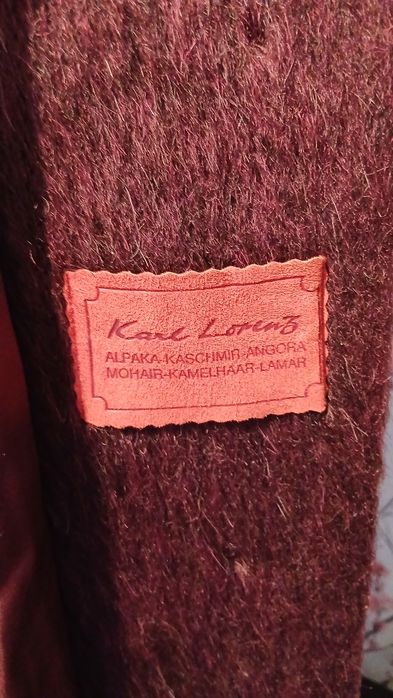 Karl Lorenz
ALPAKA-KASCHMIR-ANGORA
MOHAIR-KAMELHAAR-LAMAR